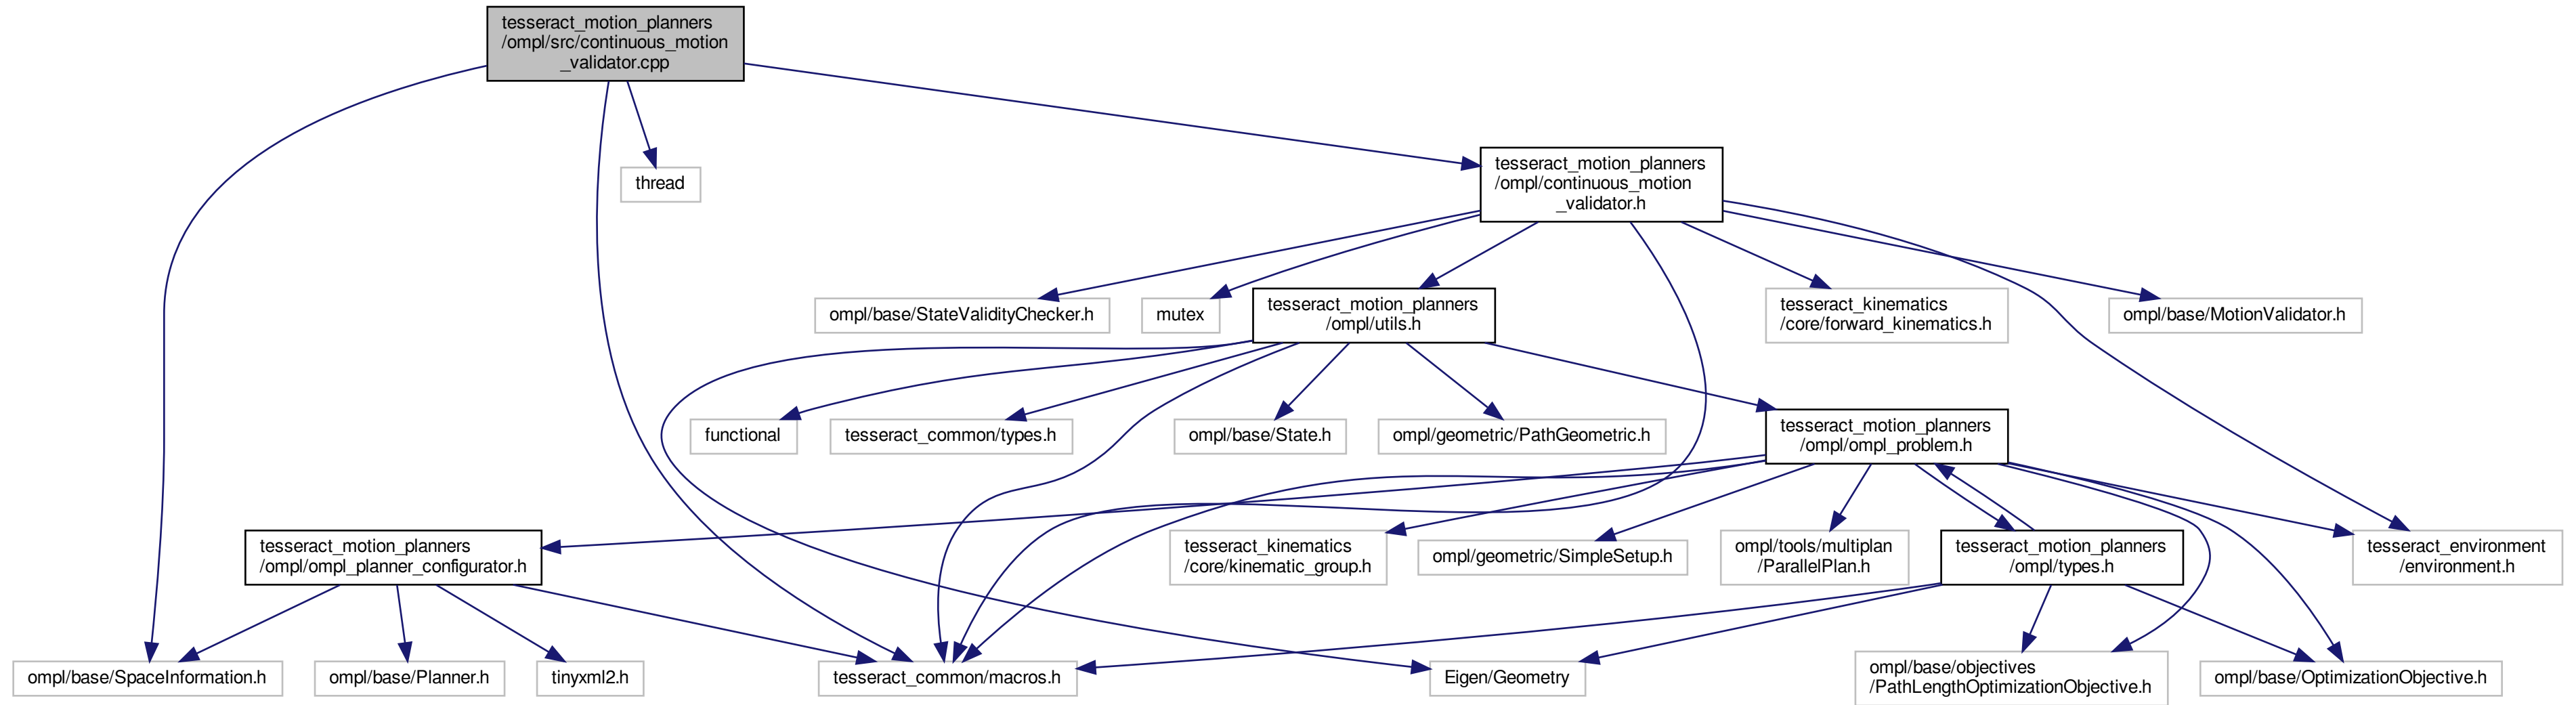 tesseract_motion_planners
/ompl/src/continuous_motion
_validator.cpp
thread
tesseract_motion_planners
/ompl/continuous_motion
_validator.h
ompl/base/StateValidityChecker.h
mutex
tesseract_motion_planners
/ompl/utils.h
tesseract_kinematics
/core/forward_kinematics.h
ompl/base/MotionValidator.h
functional
tesseract_common/types.h
ompl/base/State.h
ompl/geometric/PathGeometric.h
tesseract_motion_planners
/ompl/ompl_problem.h
tesseract_motion_planners
/ompl/ompl_planner_configurator.h
tesseract_kinematics
/core/kinematic_group.h
ompl/geometric/SimpleSetup.h
ompl/tools/multiplan
/ParallelPlan.h
tesseract_motion_planners
/ompl/types.h
tesseract_environment
/environment.h
ompl/base/SpaceInformation.h
ompl/base/Planner.h
tinyxml2.h
tesseract_common/macros.h
Eigen/Geometry
ompl/base/objectives
/PathLengthOptimizationObjective.h
ompl/base/OptimizationObjective.h